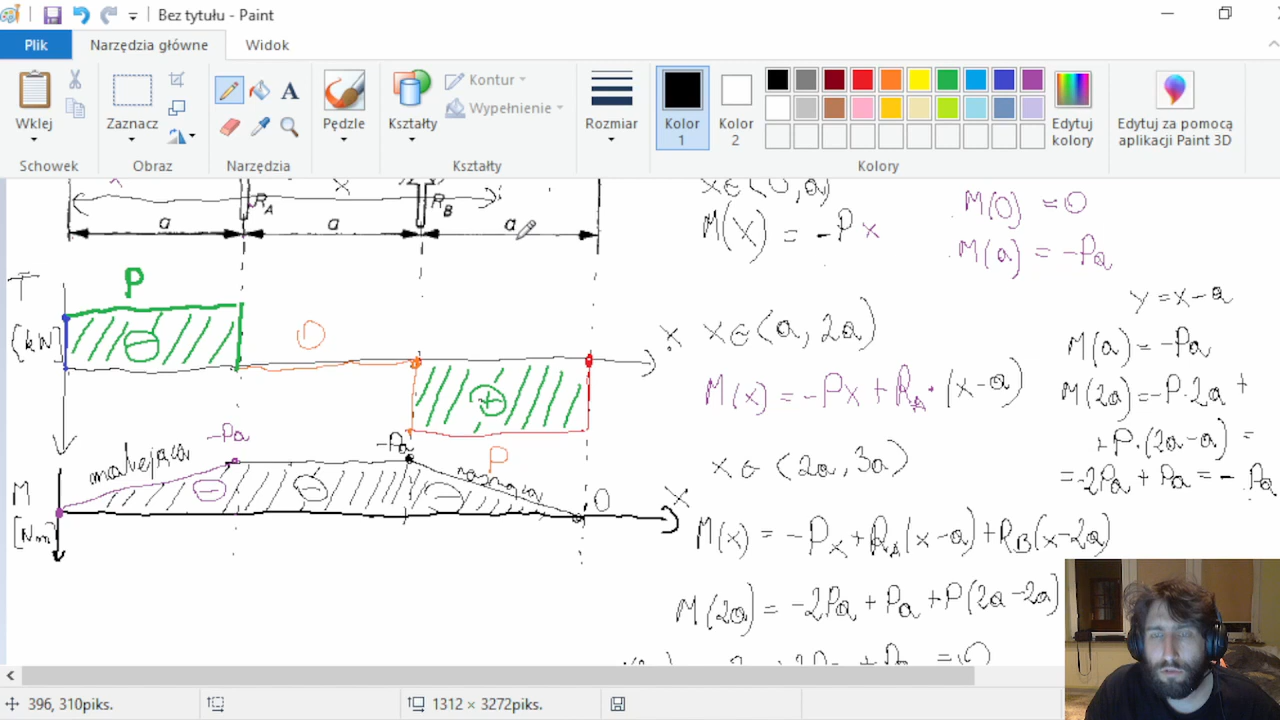 Bez tytułu - Paint
Plik Narzędzia główne Widok
Kontur
Wypełnienie
Wklej Zaznacz A Pędzle Kształty Rozmiar Kolor 1 Kolor 2 Edytuj kolory Edytuj za pomocą aplikacji Paint 3D
Schowek Obraz Narzędzia Kształty Kolory
x x
R_A R_B
a a a
x∈(0,a)
M(x) = -Px
M(0) = 0
M(a) = -Pa
T
[kW]
P
0
x
P
x∈(a, 2a)
M(x) = -Px + R_A·(x-a)
y = x-a
M(a) = -Pa
M(2a) = -P·2a +
+P·(2a-a) =
= -2Pa + Pa = -Pa
x∈(2a, 3a)
M
[Nm]
malejąca
-Pa
-Pa
rosnąca
0
x
M(x) = -Px + R_A(x-a) + R_B(x-2a)
M(2a) = -2Pa + Pa + P(2a-2a)
= 0
396, 310piks. 1312 × 3272piks.